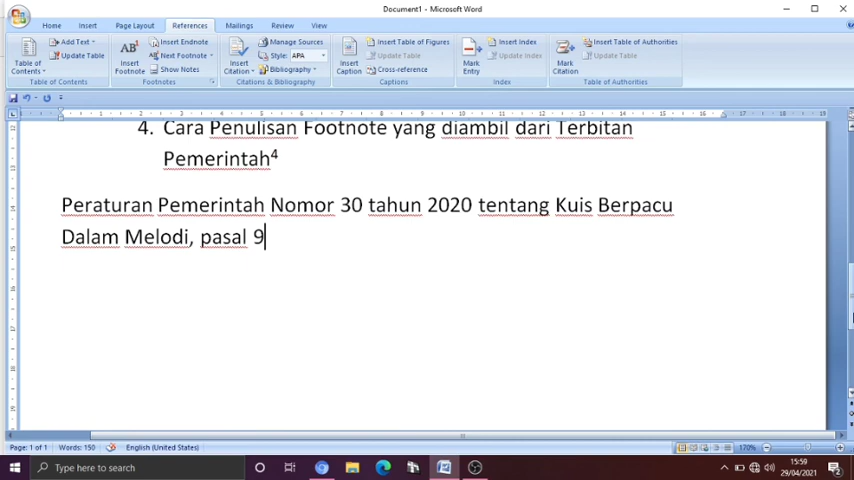 Document1 - Microsoft Word
Home Insert Page Layout References Mailings Review View
Add Text Insert Endnote Manage Sources Insert Table of Figures Insert Index Insert Table of Authorities
AB¹ Update Table Next Footnote Style: APA Update Table Update Index Update Table
Table of Contents Insert Footnote Show Notes Insert Citation Bibliography Insert Caption Cross-reference Mark Entry Mark Citation
Table of Contents Footnotes Citations & Bibliography Captions Index Table of Authorities
4. Cara Penulisan Footnote yang diambil dari Terbitan
Pemerintah⁴
Peraturan Pemerintah Nomor 30 tahun 2020 tentang Kuis Berpacu
Dalam Melodi, pasal 9
Page: 1 of 1 Words: 150 English (United States) 170%
Type here to search 15:59
29/04/2021